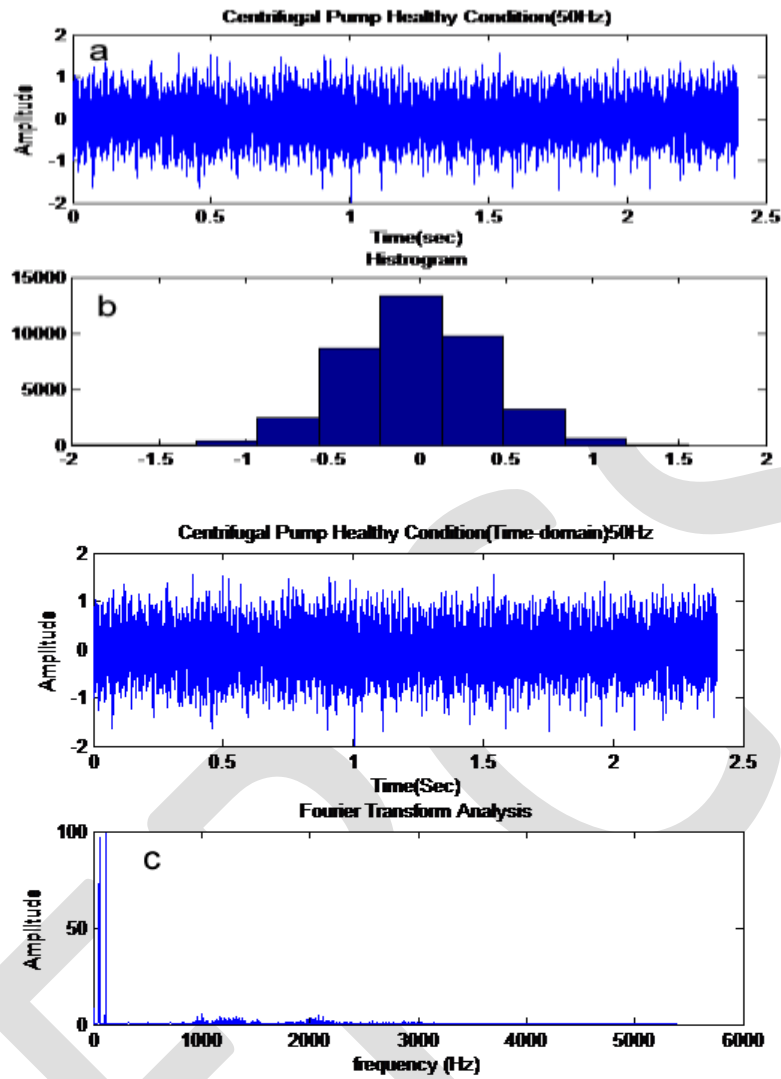 Centrifugal Pump Healthy Condition(50Hz)
a
2
1
0
-1
-2
Amplitude
0 0.5 1 1.5 2 2.5
Time(sec)
Histrogram
b
15000
10000
5000
0
-2 -1.5 -1 -0.5 0 0.5 1 1.5 2
Centrifugal Pump Healthy Condition(Time-domain)50Hz
2
1
0
-1
-2
Amplitude
0 0.5 1 1.5 2 2.5
Time(Sec)
Fourier Transform Analysis
c
100
50
0
Amplitude
0 1000 2000 3000 4000 5000 6000
frequency (Hz)